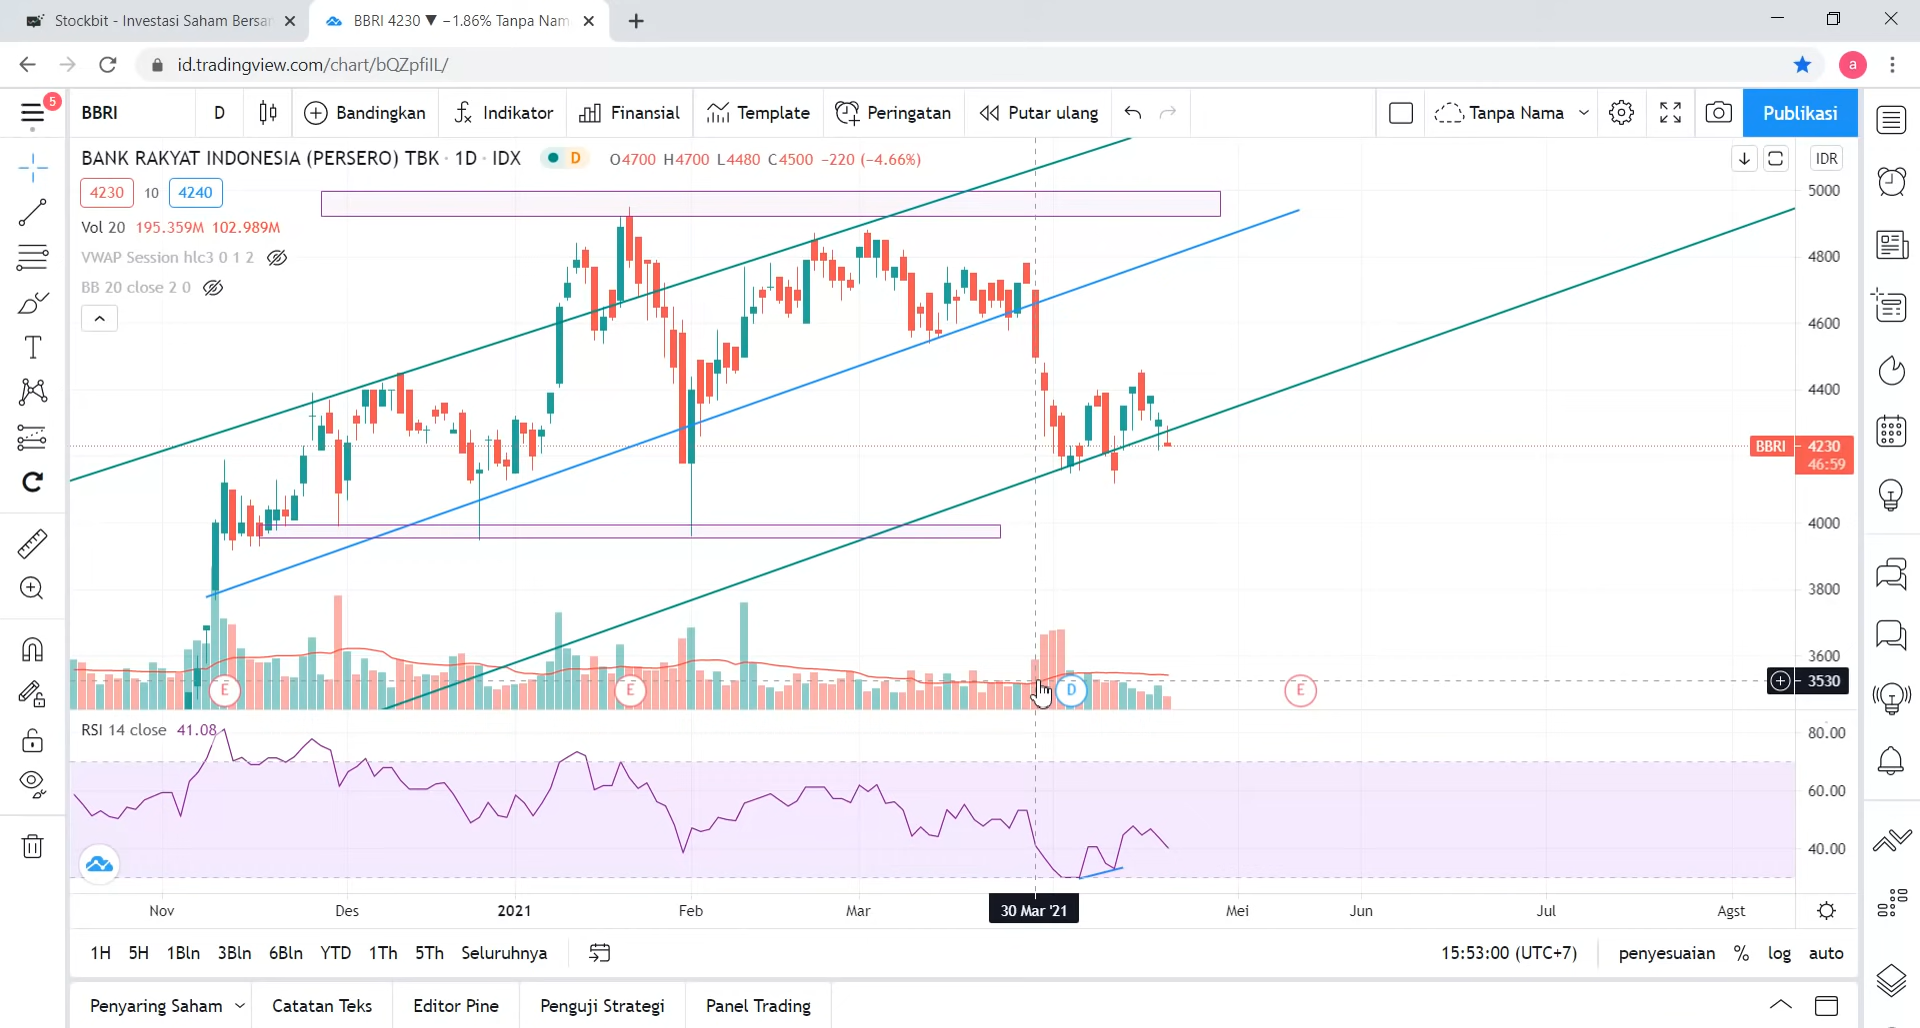 Stockbit - Investasi Saham Bersa
BBRI 4230 ▼ −1.86% Tanpa Nam
id.tradingview.com/chart/bQZpfiIL/
a
5
BBRI
D
Bandingkan
Indikator
Finansial
Template
Peringatan
Putar ulang
Tanpa Nama
Publikasi
BANK RAKYAT INDONESIA (PERSERO) TBK · 1D · IDX
D
O4700 H4700 L4480 C4500 −220 (−4.66%)
IDR
4230 10 4240
Vol 20 195.359M 102.989M
VWAP Session hlc3 0 1 2
BB 20 close 2 0
5000
4800
4600
4400
BBRI 4230
46:59
4000
3800
3600
3530
E
E
D
E
RSI 14 close 41.08
80.00
60.00
40.00
Nov Des 2021 Feb Mar 30 Mar '21 Mei Jun Jul Agst
1H 5H 1Bln 3Bln 6Bln YTD 1Th 5Th Seluruhnya
15:53:00 (UTC+7) penyesuaian % log auto
Penyaring Saham Catatan Teks Editor Pine Penguji Strategi Panel Trading